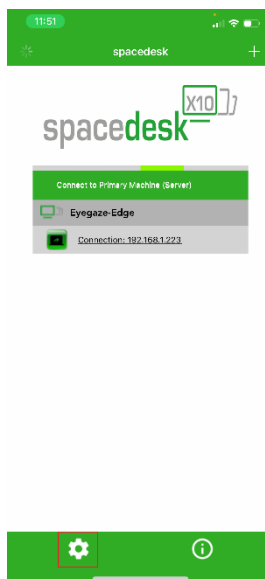 11:51
spacedesk
X10
spacedesk
Connect to Primary Machine (Server)
Eyegaze-Edge
Connection: 192.168.1.223